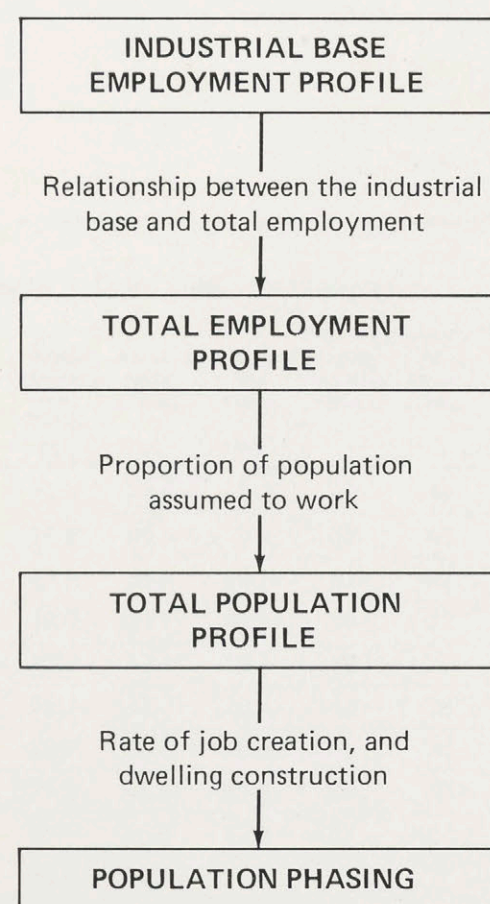 INDUSTRIAL BASE
EMPLOYMENT PROFILE
Relationship between the industrial
base and total employment
TOTAL EMPLOYMENT
PROFILE
Proportion of population
assumed to work
TOTAL POPULATION
PROFILE
Rate of job creation, and
dwelling construction
POPULATION PHASING